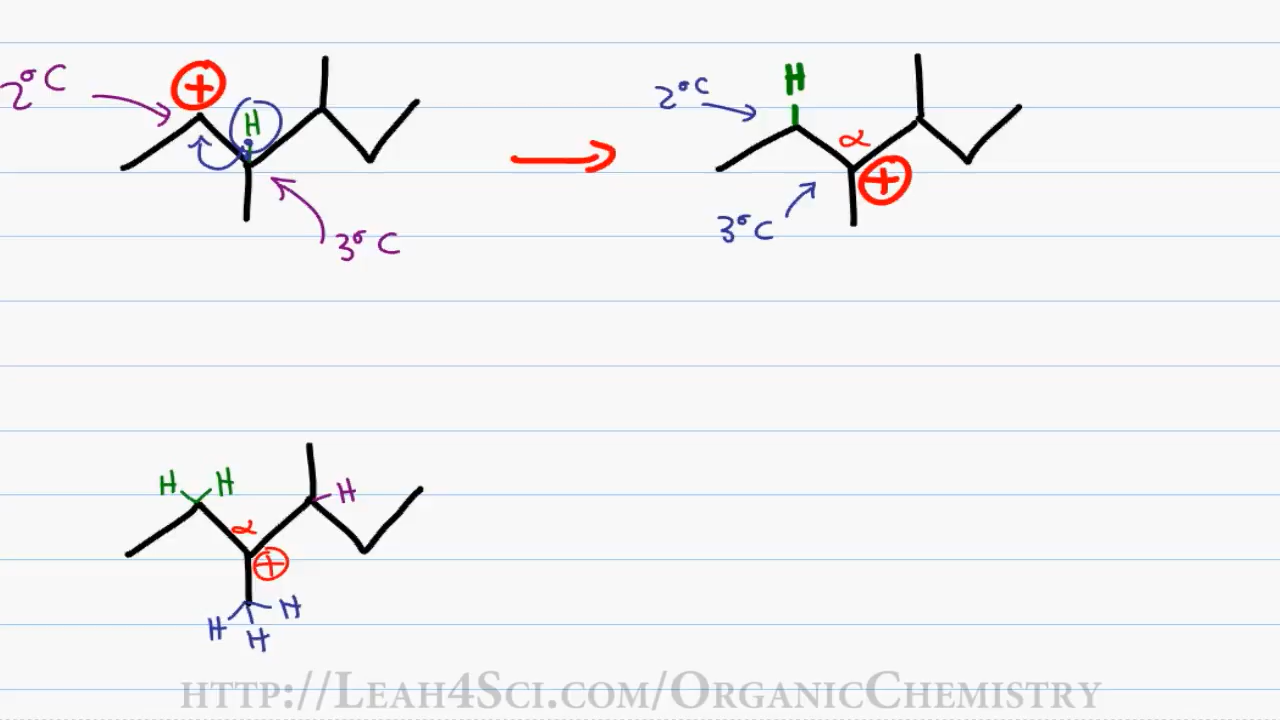 2°C
+
H
3°C
H
2°C
α
+
3°C
H H
H
α
+
H H H
HTTP://LEAH4SCI.COM/ORGANICCHEMISTRY